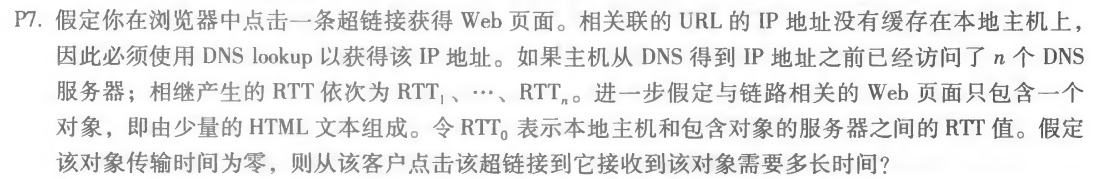 P7. 假定你在浏览器中点击一条超链接获得 Web 页面。相关联的 URL 的 IP 地址没有缓存在本地主机上，
因此必须使用 DNS lookup 以获得该 IP 地址。如果主机从 DNS 得到 IP 地址之前已经访问了 n 个 DNS
服务器；相继产生的 RTT 依次为 RTT₁、…、RTTₙ。进一步假定与链路相关的 Web 页面只包含一个
对象，即由少量的 HTML 文本组成。令 RTT₀ 表示本地主机和包含对象的服务器之间的 RTT 值。假定
该对象传输时间为零，则从该客户点击该超链接到它接收到该对象需要多长时间？